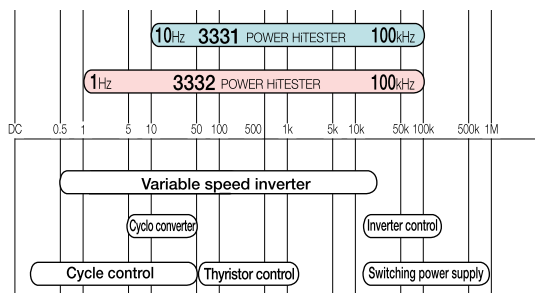 10Hz 3331 POWER HiTESTER 100kHz
1Hz 3332 POWER HiTESTER 100kHz
DC 0.5 1 5 10 50 100 500 1k 5k 10k 50k 100k 500k 1M
Variable speed inverter
Cyclo converter Inverter control
Cycle control Thyristor control Switching power supply